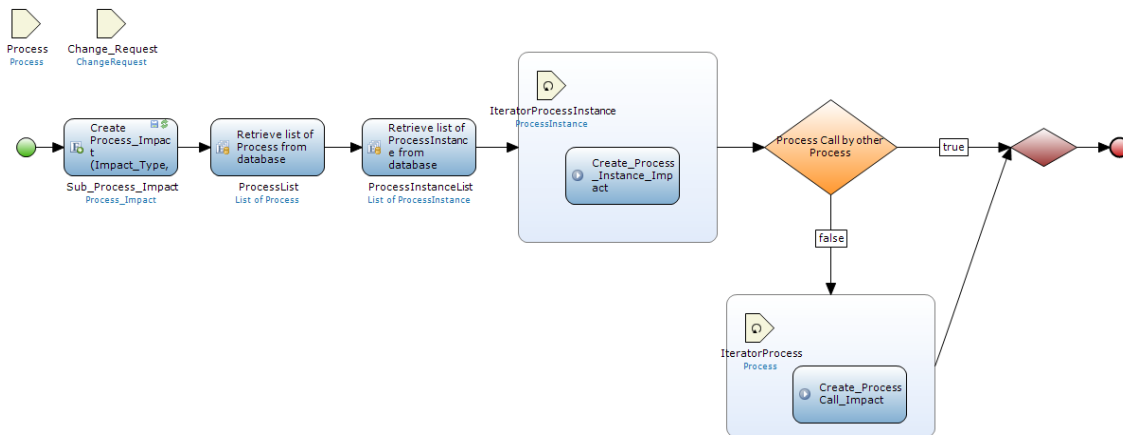 Process
Process
Change_Request
ChangeRequest
Create
Process_Impact
(Impact_Type,
Sub_Process_Impact
Process_Impact
Retrieve list of
Process from
database
ProcessList
List of Process
Retrieve list of
ProcessInstanc
e from
database
ProcessInstanceList
List of ProcessInstance
IteratorProcessInstance
ProcessInstance
Create_Process
_Instance_Imp
act
Process Call by other
Process
true
false
IteratorProcess
Process
Create_Process
Call_Impact